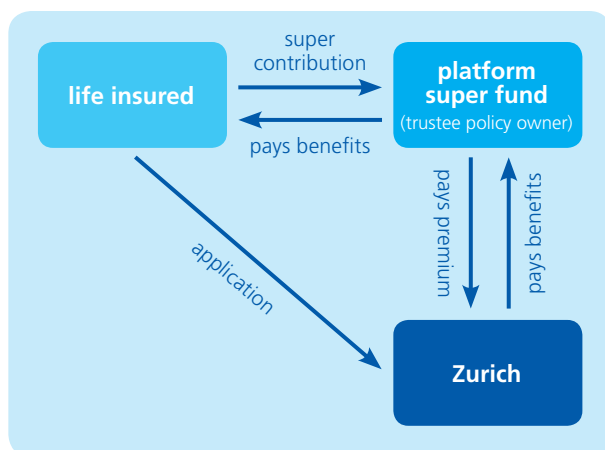 super
contribution
life insured
platform
super fund
(trustee policy owner)
pays benefits
application
pays premium
pays benefits
Zurich